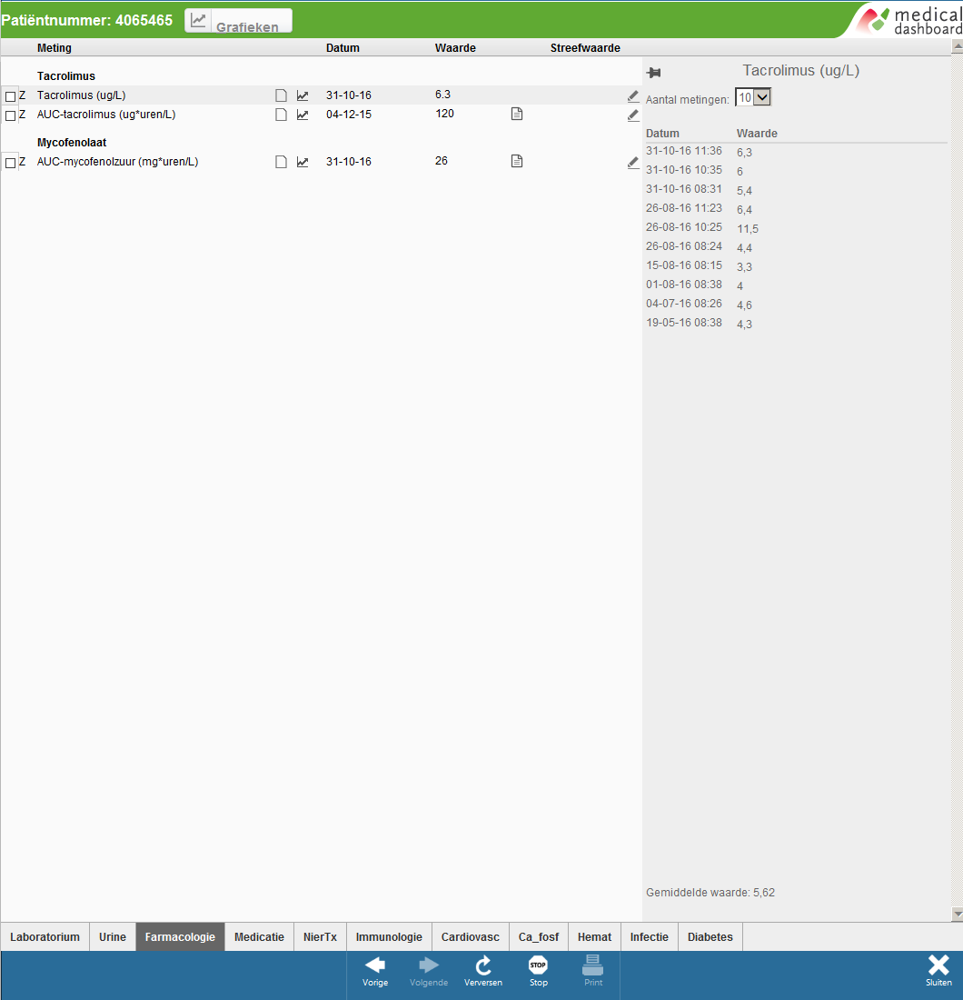 Patiëntnummer: 4065465 Grafieken medical dashboard
Meting Datum Waarde Streefwaarde
Tacrolimus
Z Tacrolimus (ug/L) 31-10-16 6.3
Z AUC-tacrolimus (ug*uren/L) 04-12-15 120
Mycofenolaat
Z AUC-mycofenolzuur (mg*uren/L) 31-10-16 26
Tacrolimus (ug/L)
Aantal metingen: 10
Datum Waarde
31-10-16 11:36 6,3
31-10-16 10:35 6
31-10-16 08:31 5,4
26-08-16 11:23 6,4
26-08-16 10:25 11,5
26-08-16 08:24 4,4
15-08-16 08:15 3,3
01-08-16 08:38 4
04-07-16 08:26 4,6
19-05-16 08:38 4,3
Gemiddelde waarde: 5,62
Laboratorium Urine Farmacologie Medicatie NierTx Immunologie Cardiovasc Ca_fosf Hemat Infectie Diabetes
STOP
Vorige Volgende Verversen Stop Print Sluiten